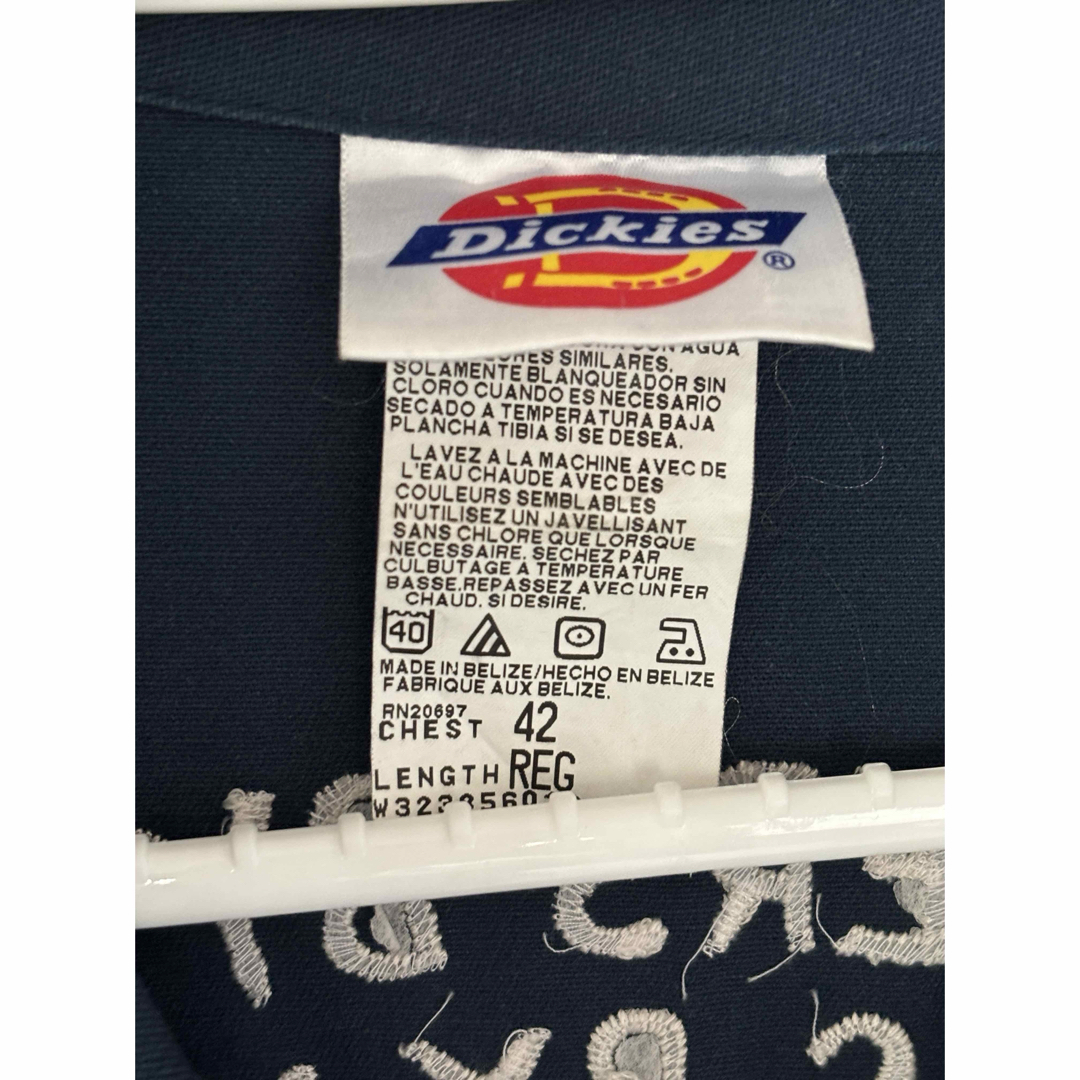 Dickies
®
CON AGUA
SIMILARES.
SOLAMENTE BLANQUEADOR SIN
CLORO CUANDO ES NECESARIO
SECADO A TEMPERATURA BAJA
PLANCHA TIBIA SI SE DESEA.
LAVEZ A LA MACHINE AVEC DE
L'EAU CHAUDE AVEC DES
COULEURS SEMBLABLES
N'UTILISEZ UN JAVELLISANT
SANS CHLORE QUE LORSQUE
NECESSAIRE. SECHEZ PAR
CULBUTAGE A TEMPERATURE
BASSE.REPASSEZ AVEC UN FER
CHAUD. SI DESIRE.
40
MADE IN BELIZE/HECHO EN BELIZE
FABRIQUE AUX BELIZE.
RN20697
CHEST 42
LENGTH REG